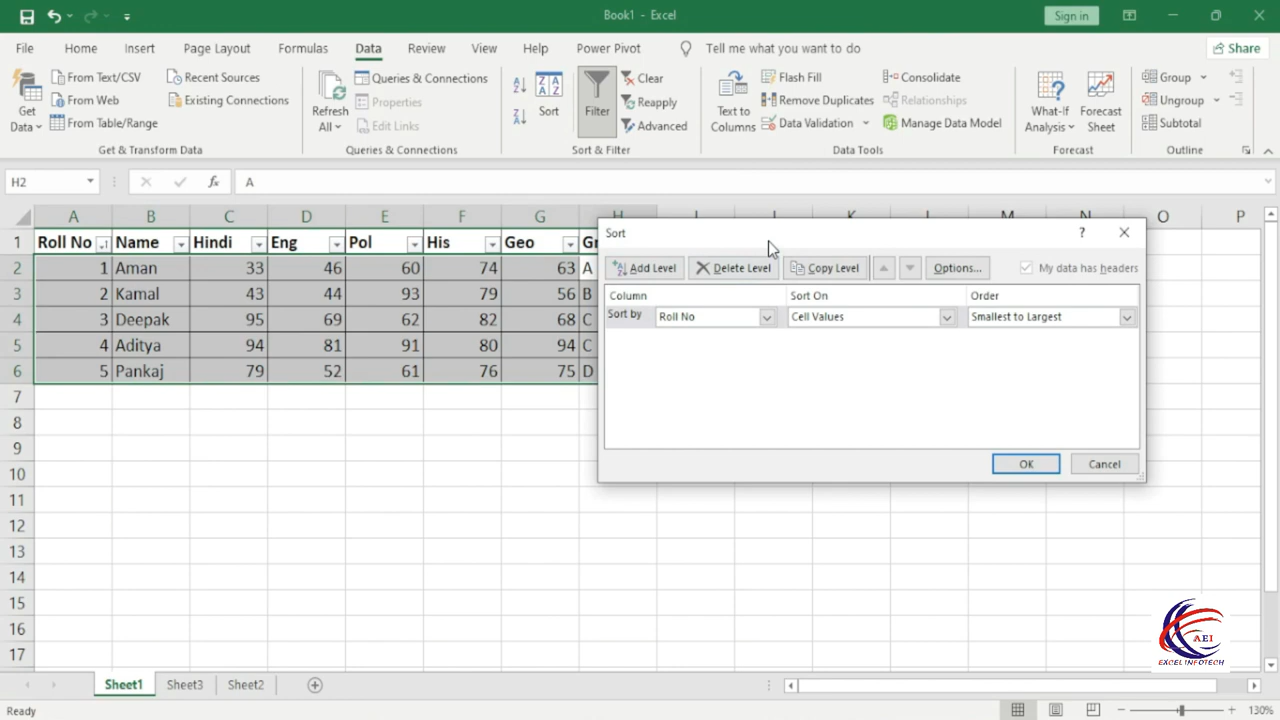 Book1 - Excel
Sign in
File Home Insert Page Layout Formulas Data Review View Help Power Pivot Tell me what you want to do Share
Get Data
From Text/CSV
From Web
From Table/Range
Recent Sources
Existing Connections
Get & Transform Data
Refresh All
Queries & Connections
Properties
Edit Links
Queries & Connections
Sort
Filter
Clear
Reapply
Advanced
Sort & Filter
Text to Columns
Flash Fill
Remove Duplicates
Data Validation
Consolidate
Relationships
Manage Data Model
Data Tools
What-If Analysis
Forecast Sheet
Forecast
Group
Ungroup
Subtotal
Outline
H2 fx A
A B C D E F G H I J K L M N O P
1 Roll No Name Hindi Eng Pol His Geo Gr
2 1 Aman 33 46 60 74 63 A
3 2 Kamal 43 44 93 79 56 B
4 3 Deepak 95 69 62 82 68 C
5 4 Aditya 94 81 91 80 94 C
6 5 Pankaj 79 52 61 76 75 D
7
8
9
10
11
12
13
14
15
16
17
Sort ?
Add Level Delete Level Copy Level Options... My data has headers
Column Sort On Order
Sort by Roll No Cell Values Smallest to Largest
OK Cancel
AEI
EXCEL INFOTECH
Sheet1 Sheet3 Sheet2
Ready 130%